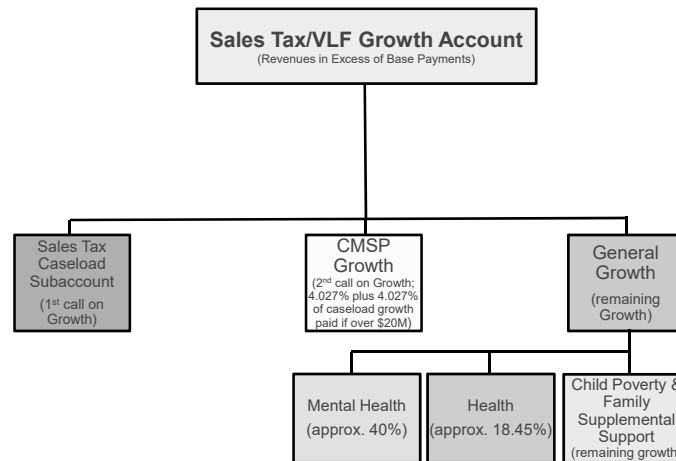 Sales Tax/VLF Growth Account
(Revenues in Excess of Base Payments)
Sales Tax
Caseload
Subaccount
(1st call on
Growth)
CMSP
Growth
(2nd call on Growth;
4.027% plus 4.027%
of caseload growth
paid if over $20M)
General
Growth
(remaining
Growth)
Mental Health
(approx. 40%)
Health
(approx. 18.45%)
Child Poverty &
Family
Supplemental
Support
(remaining growth